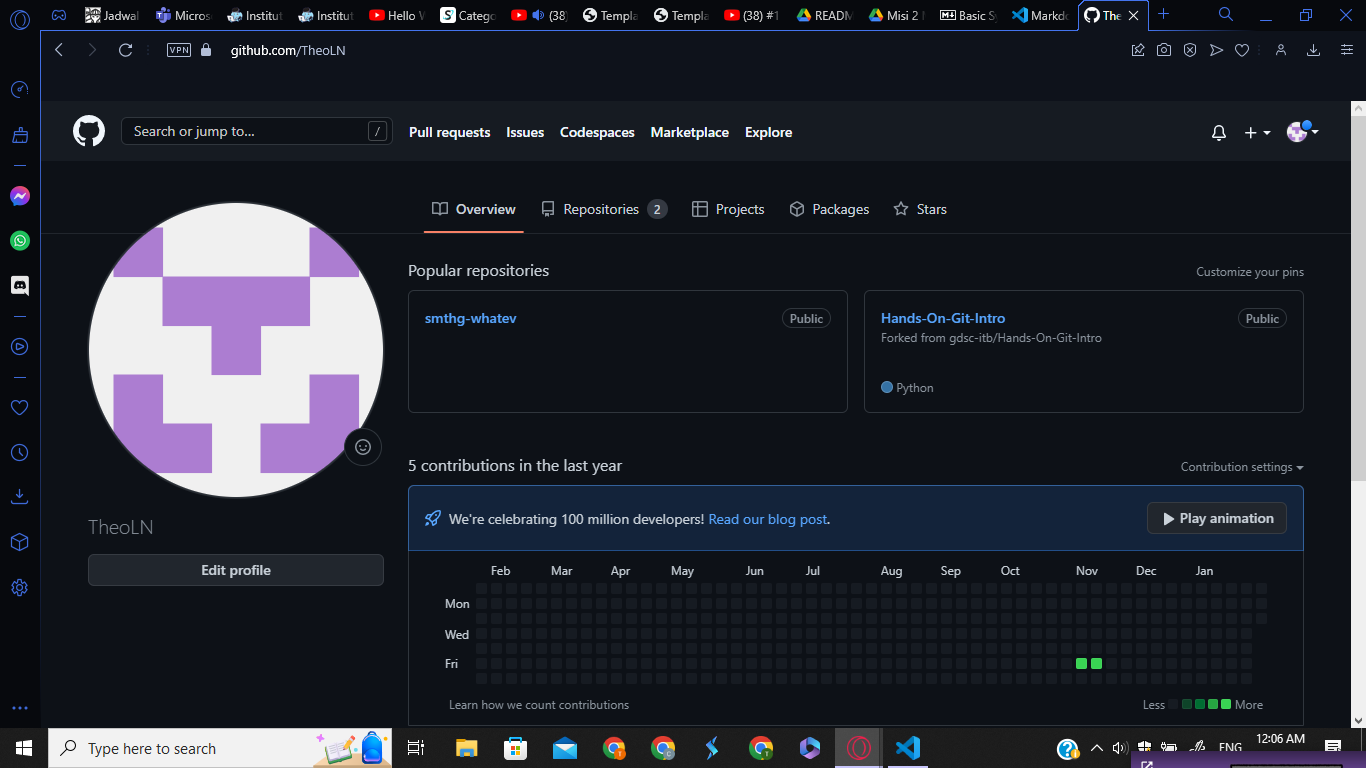 Jadwal
Micros
Institut
Institut
Hello
Catego
(38)
Templa
Templa
(38) #1
READM
Misi 2
Basic Sy
Markdo
The
VPN
github.com/TheoLN
Search or jump to...
/
Pull requests
Issues
Codespaces
Marketplace
Explore
Overview
Repositories 2
Projects
Packages
Stars
Popular repositories
Customize your pins
smthg-whatev
Public
Hands-On-Git-Intro
Public
Forked from gdsc-itb/Hands-On-Git-Intro
Python
5 contributions in the last year
Contribution settings
We're celebrating 100 million developers! Read our blog post.
Play animation
TheoLN
Edit profile
Feb Mar Apr May Jun Jul Aug Sep Oct Nov Dec Jan
Mon
Wed
Fri
Learn how we count contributions
Less
More
Type here to search
ENG
12:06 AM